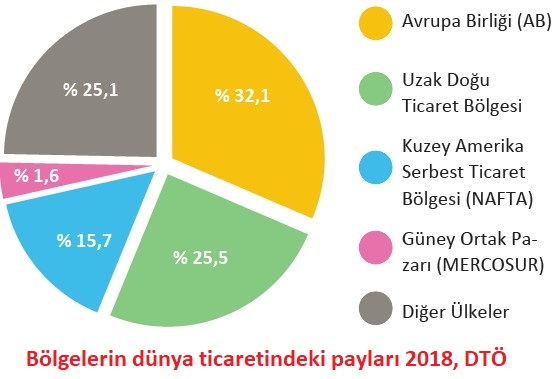 % 25,1
% 32,1
% 1,6
% 15,7
% 25,5
Avrupa Birliği (AB)
Uzak Doğu
Ticaret Bölgesi
Kuzey Amerika
Serbest Ticaret
Bölgesi (NAFTA)
Güney Ortak Pa-
zarı (MERCOSUR)
Diğer Ülkeler
Bölgelerin dünya ticaretindeki payları 2018, DTÖ